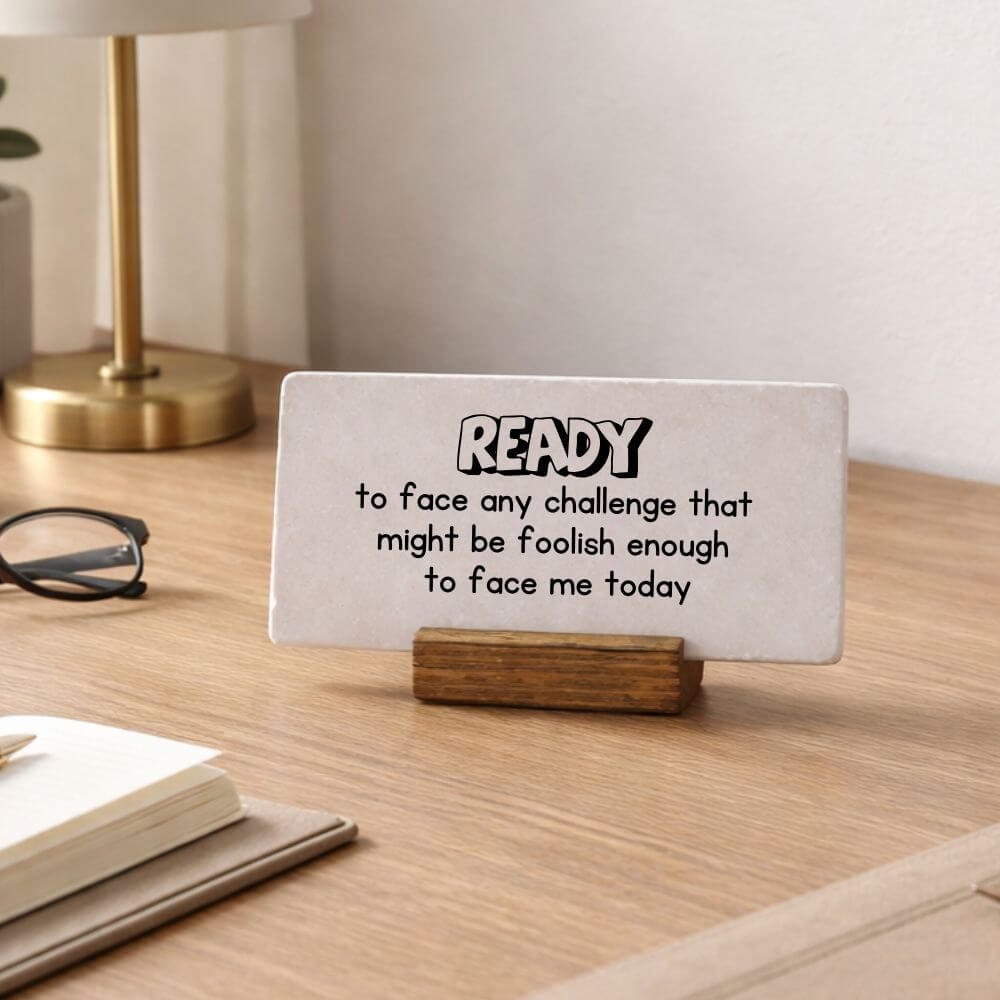 READY
to face any challenge that
might be foolish enough
to face me today